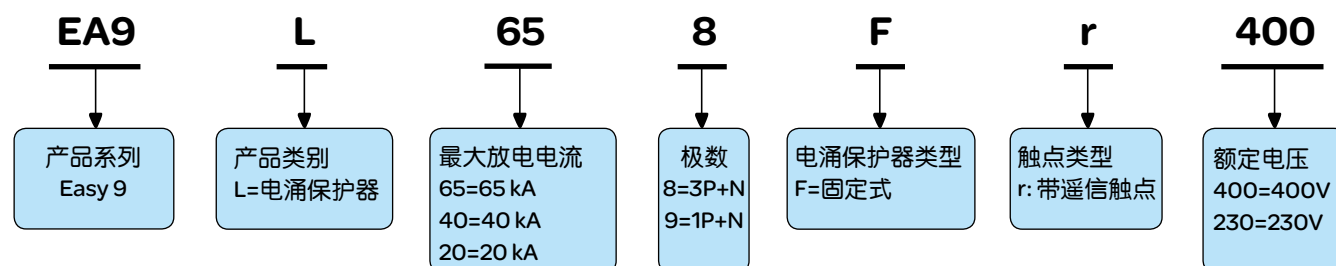 EA9 L 65 8 F r 400
产品系列
Easy 9
产品类别
L=电涌保护器
最大放电电流
65=65 kA
40=40 kA
20=20 kA
极数
8=3P+N
9=1P+N
电涌保护器类型
F=固定式
触点类型
r: 带遥信触点
额定电压
400=400V
230=230V